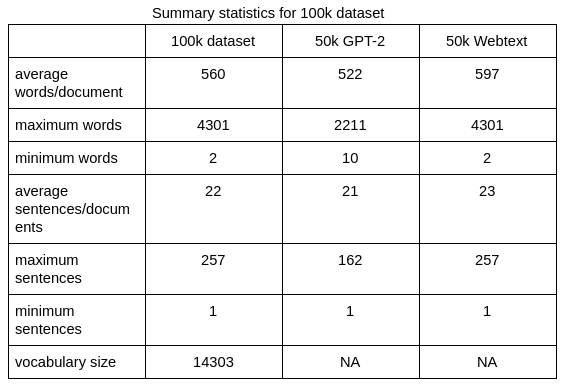 Summary statistics for 100k dataset
100k dataset 50k GPT-2 50k Webtext
average
words/document 560 522 597
maximum words 4301 2211 4301
minimum words 2 10 2
average
sentences/docum
ents 22 21 23
maximum
sentences 257 162 257
minimum
sentences 1 1 1
vocabulary size 14303 NA NA